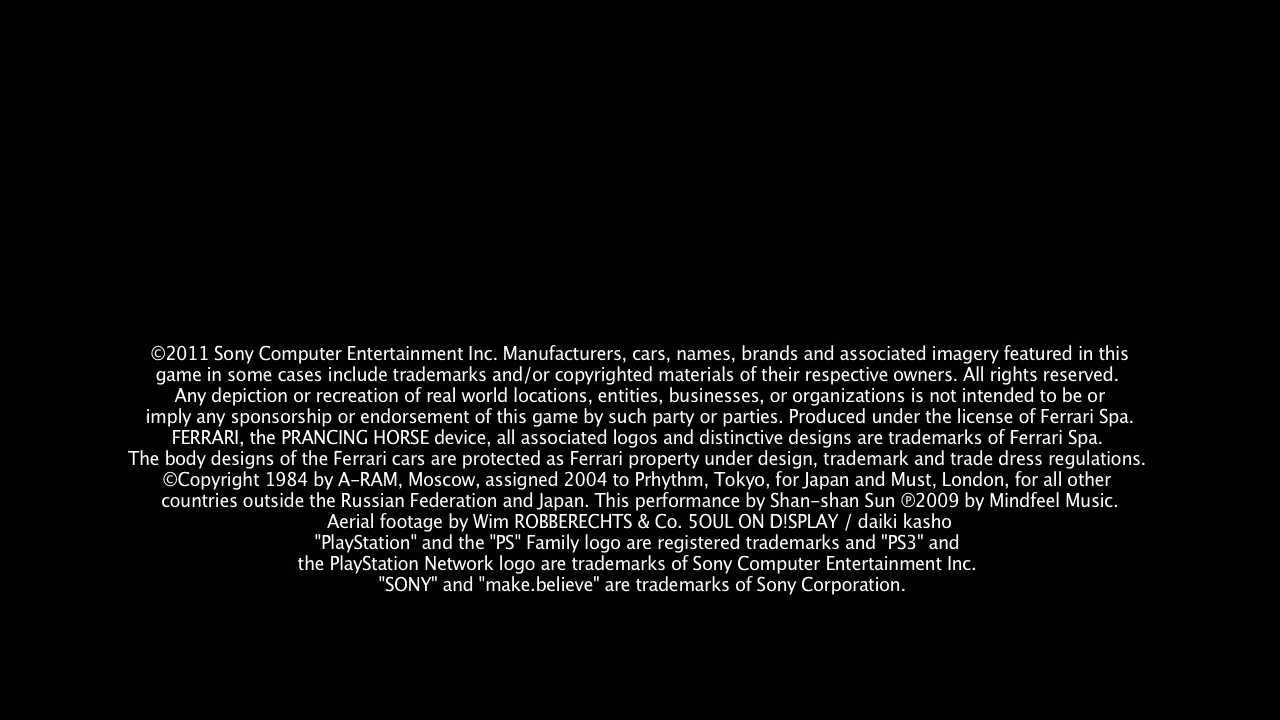 ©2011 Sony Computer Entertainment Inc. Manufacturers, cars, names, brands and associated imagery featured in this
game in some cases include trademarks and/or copyrighted materials of their respective owners. All rights reserved.
Any depiction or recreation of real world locations, entities, businesses, or organizations is not intended to be or
imply any sponsorship or endorsement of this game by such party or parties. Produced under the license of Ferrari Spa.
FERRARI, the PRANCING HORSE device, all associated logos and distinctive designs are trademarks of Ferrari Spa.
The body designs of the Ferrari cars are protected as Ferrari property under design, trademark and trade dress regulations.
©Copyright 1984 by A-RAM, Moscow, assigned 2004 to Prhythm, Tokyo, for Japan and Must, London, for all other
countries outside the Russian Federation and Japan. This performance by Shan-shan Sun ℗2009 by Mindfeel Music.
Aerial footage by Wim ROBBERECHTS & Co. 5OUL ON D!SPLAY / daiki kasho
"PlayStation" and the "PS" Family logo are registered trademarks and "PS3" and
the PlayStation Network logo are trademarks of Sony Computer Entertainment Inc.
"SONY" and "make.believe" are trademarks of Sony Corporation.